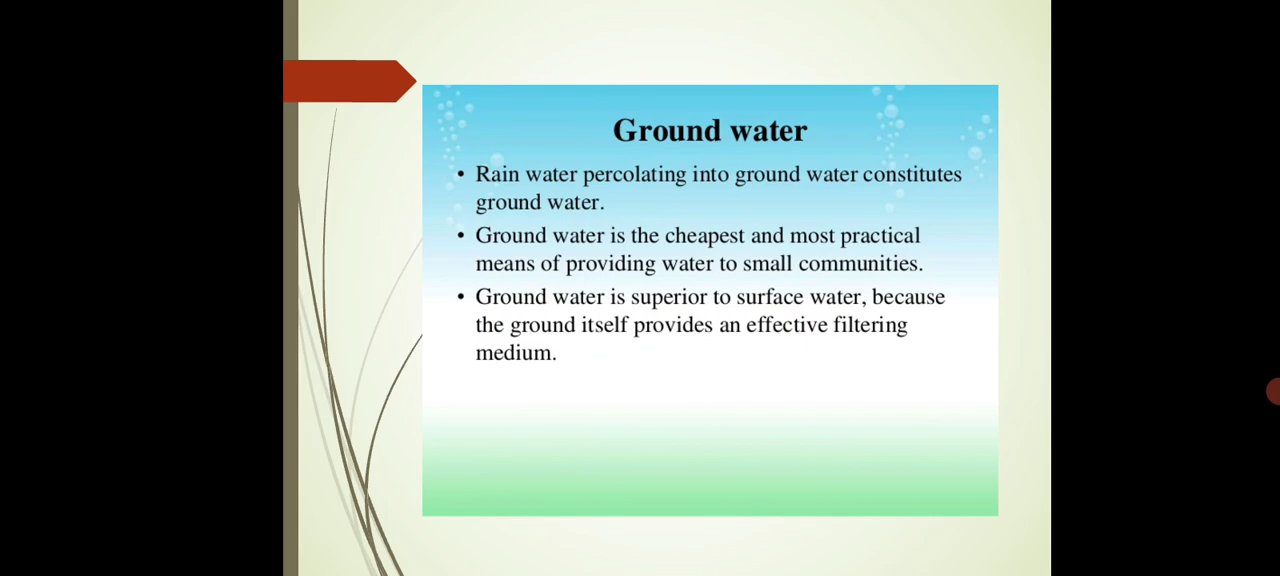 Ground water
• Rain water percolating into ground water constitutes
ground water.
• Ground water is the cheapest and most practical
means of providing water to small communities.
• Ground water is superior to surface water, because
the ground itself provides an effective filtering
medium.